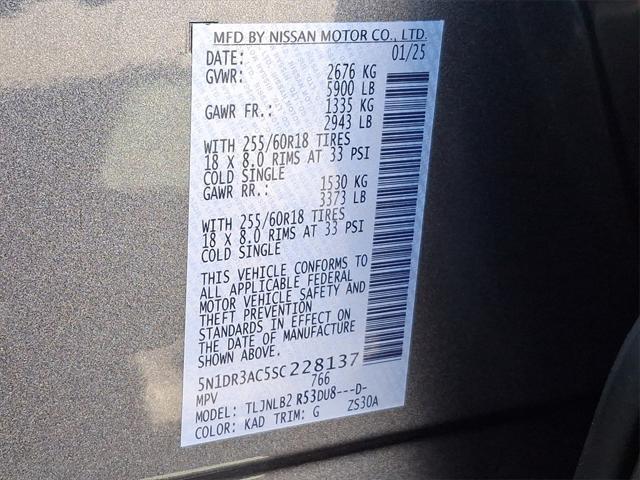 MFD BY NISSAN MOTOR CO., LTD.
DATE: 01/25
GVWR: 2676 KG
5900 LB
GAWR FR.: 1335 KG
2943 LB
WITH 255/60R18 TIRES
18 X 8.0 RIMS AT 33 PSI
COLD SINGLE
GAWR RR.: 1530 KG
3373 LB
WITH 255/60R18 TIRES
18 X 8.0 RIMS AT 33 PSI
COLD SINGLE
THIS VEHICLE CONFORMS TO
ALL APPLICABLE FEDERAL
MOTOR VEHICLE SAFETY AND
THEFT PREVENTION
STANDARDS IN EFFECT ON
THE DATE OF MANUFACTURE
SHOWN ABOVE.
5N1DR3AC5SC228137
MPV 766
MODEL: TLJNLB2 R53DU8---D-
COLOR: KAD TRIM: G ZS30A